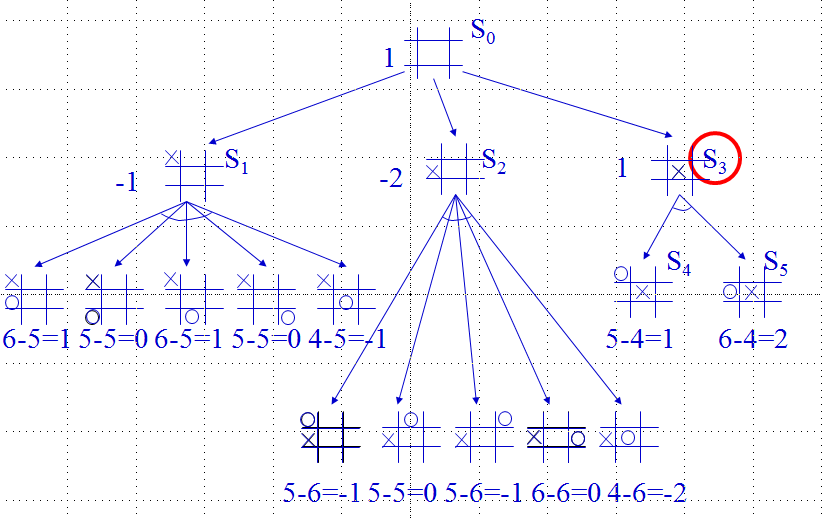 S0
1
S1
-1
S2
-2
S3
1
S4
S5
6-5=1 5-5=0 6-5=1 5-5=0 4-5=-1
5-4=1 6-4=2
5-6=-1 5-5=0 5-6=-1 6-6=0 4-6=-2